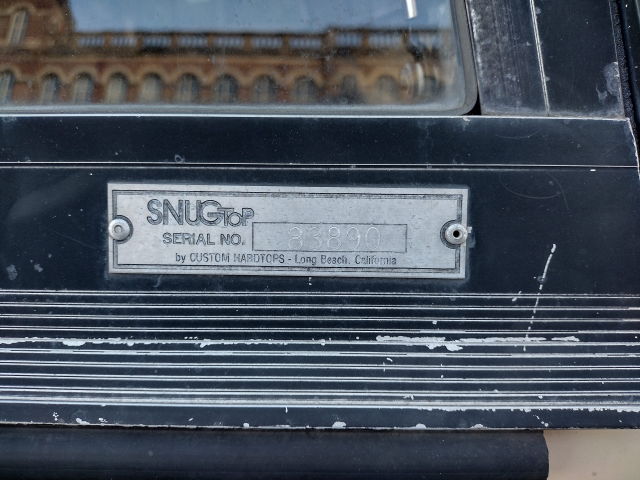 SNUGTOP
SERIAL NO. 83890
by CUSTOM HARDTOPS - Long Beach, California